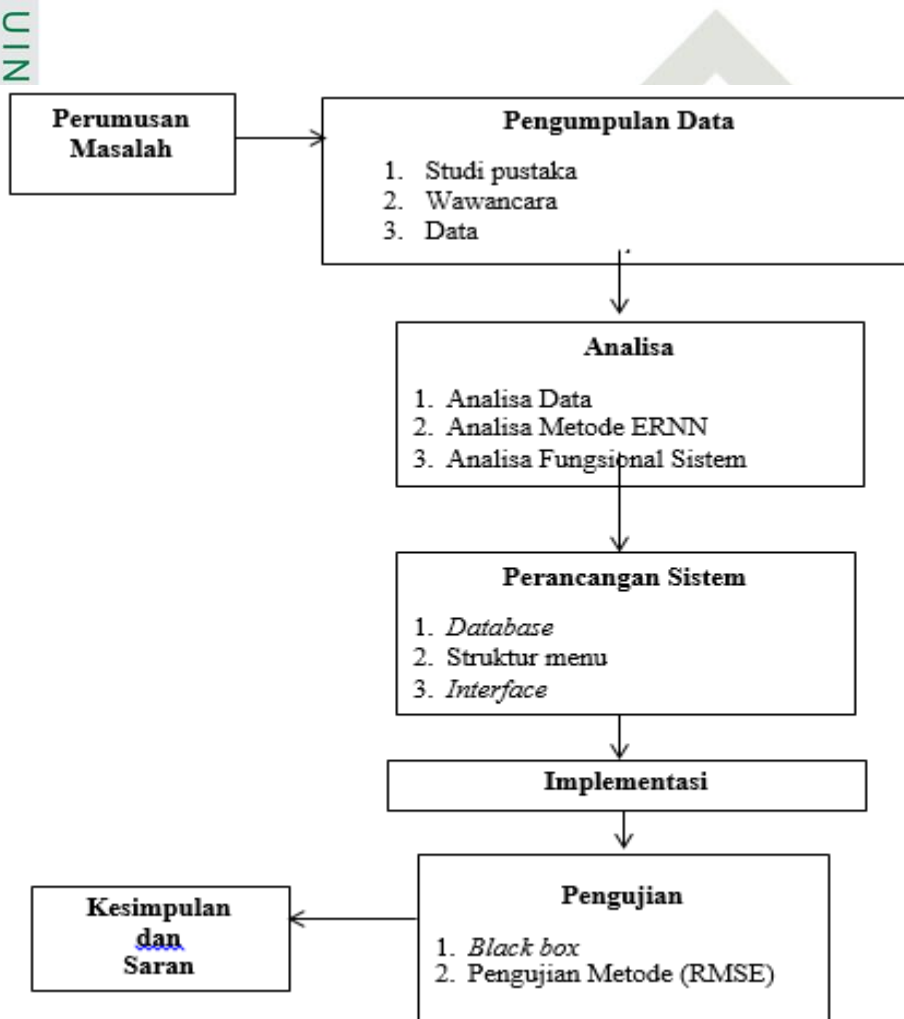 UIN
Perumusan
Masalah
Pengumpulan Data
1. Studi pustaka
2. Wawancara
3. Data
Analisa
1. Analisa Data
2. Analisa Metode ERNN
3. Analisa Fungsional Sistem
Perancangan Sistem
1. Database
2. Struktur menu
3. Interface
Implementasi
Pengujian
1. Black box
2. Pengujian Metode (RMSE)
Kesimpulan
dan
Saran